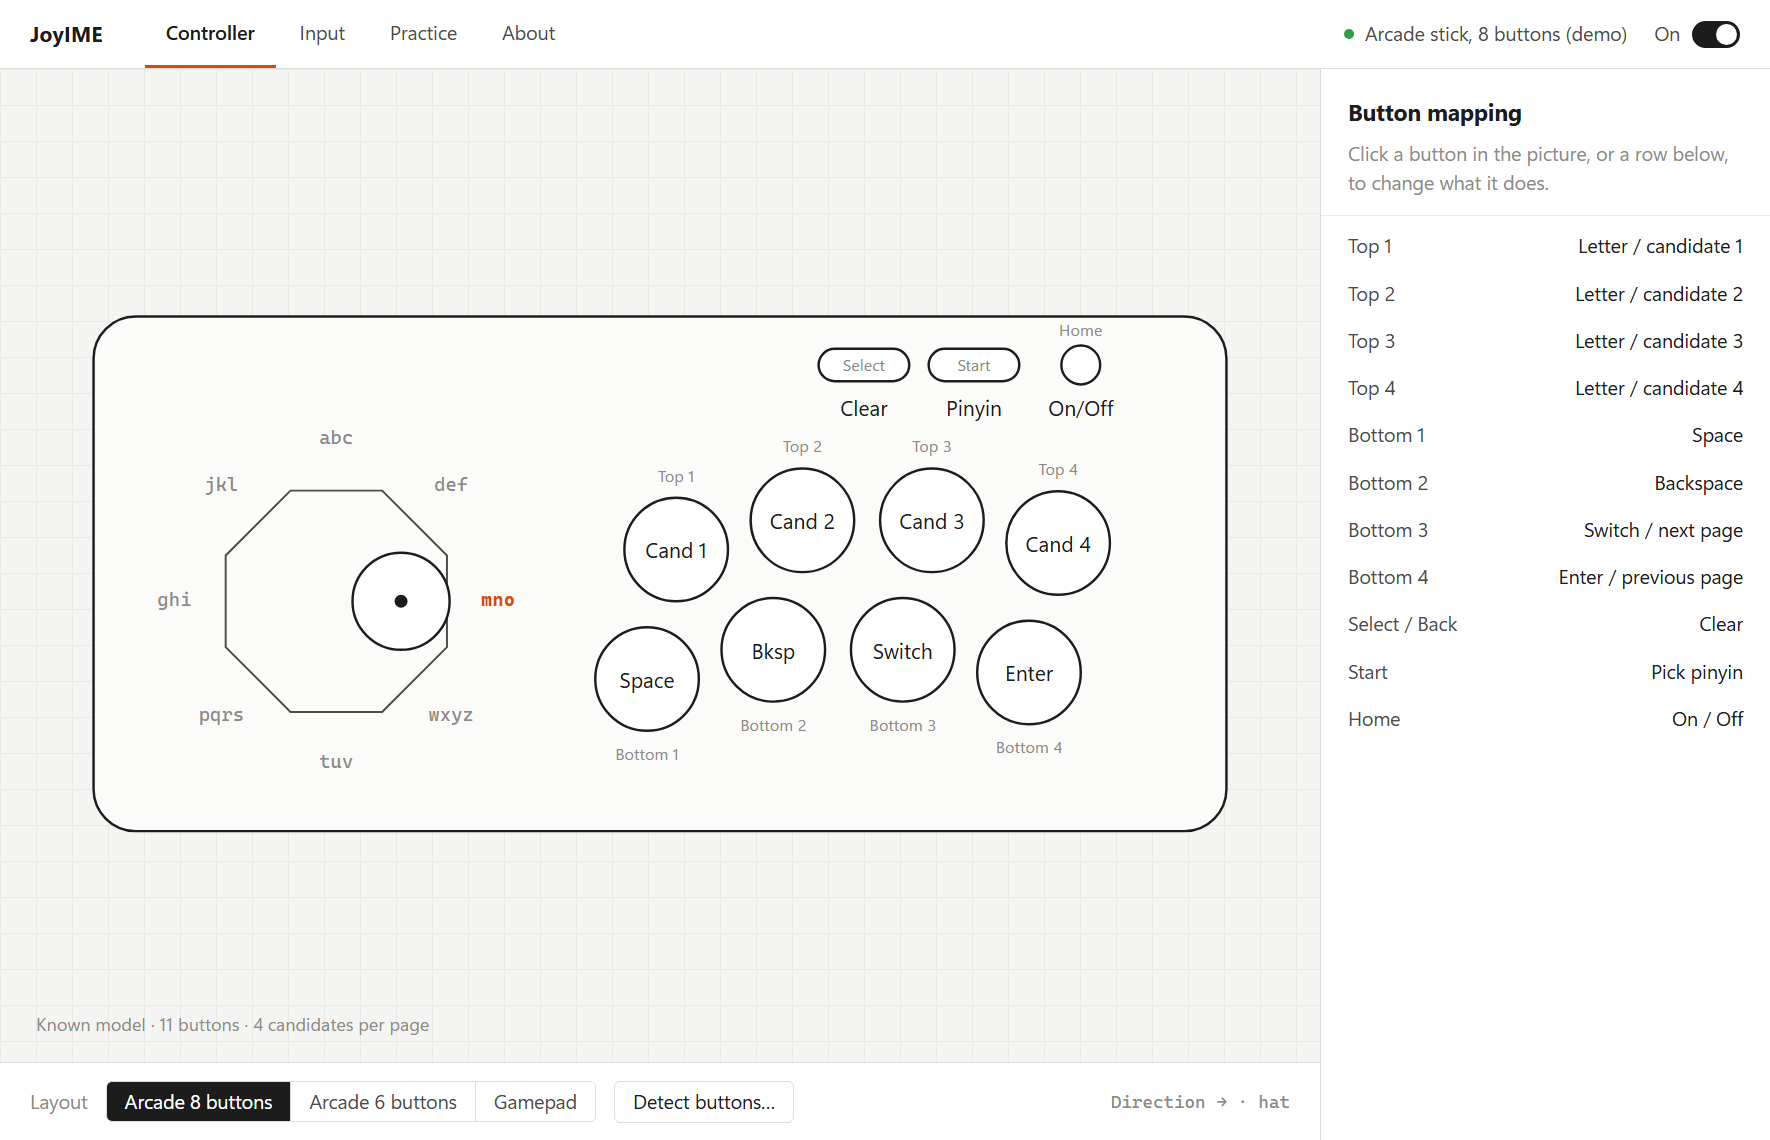 JoyIME
Controller
Input
Practice
About
Arcade stick, 8 buttons (demo)
On
Button mapping
Click a button in the picture, or a row below,
to change what it does.
Top 1 Letter / candidate 1
Top 2 Letter / candidate 2
Top 3 Letter / candidate 3
Top 4 Letter / candidate 4
Bottom 1 Space
Bottom 2 Backspace
Bottom 3 Switch / next page
Bottom 4 Enter / previous page
Select / Back Clear
Start Pick pinyin
Home On / Off
Home
Select
Start
Clear
Pinyin
On/Off
abc
jkl
def
ghi
mno
pqrs
wxyz
tuv
Top 1
Top 2
Top 3
Top 4
Cand 1
Cand 2
Cand 3
Cand 4
Space
Bksp
Switch
Enter
Bottom 1
Bottom 2
Bottom 3
Bottom 4
Known model · 11 buttons · 4 candidates per page
Layout
Arcade 8 buttons
Arcade 6 buttons
Gamepad
Detect buttons...
Direction → · hat